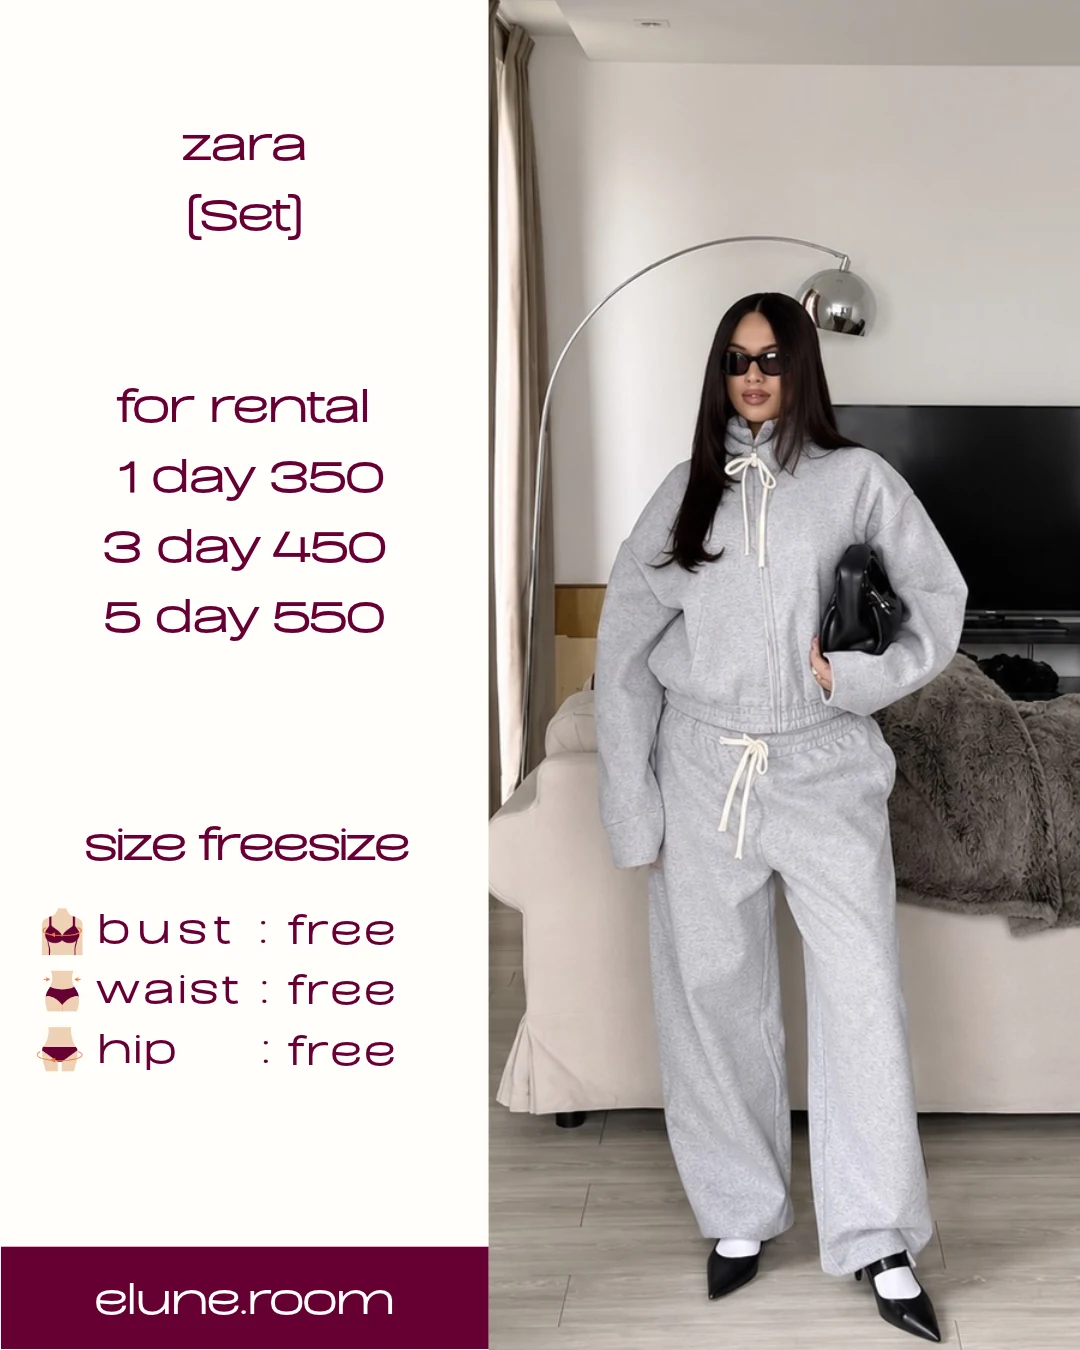 zara
(Set)
for rental
1 day 350
3 day 450
5 day 550
size freesize
bust : free
waist : free
hip : free
elune.room